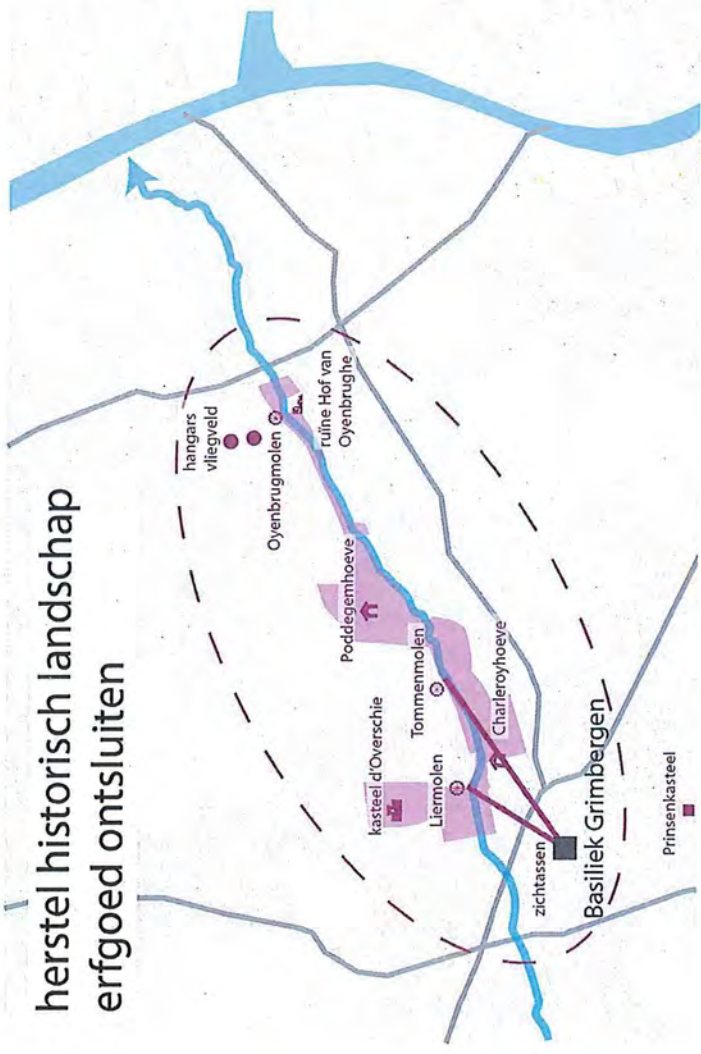 herstel historisch landschap
erfgoed ontsluiten
hangars
vliegveld
Oyenbrugmolen
ruïne Hof van
Oyenbrughe
Poddegemhoeve
Tommenmolen
kasteel d'Overschie
Liermolen
Charleroyhoeve
zichtassen
Basiliek Grimbergen
Prinsenkasteel